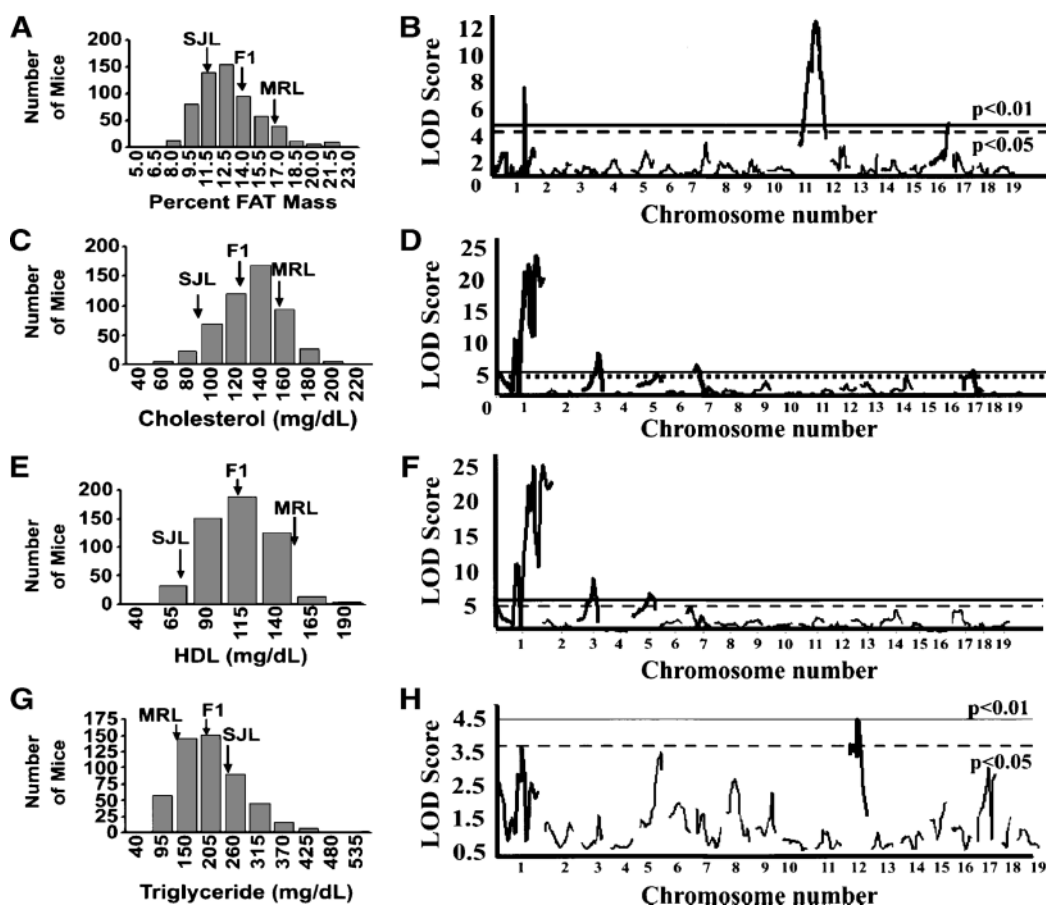 A
Number of Mice
200
150
100
50
0
SJL
F1
MRL
5.0 6.5 8.0 9.5 11.5 12.5 14.0 15.5 17.0 18.5 20.0 21.5 23.0
Percent FAT Mass
B
LOD Score
12
10
8
6
4
2
0
p<0.01
p<0.05
1 2 3 4 5 6 7 8 9 10 11 12 13 14 16 17 18 19
Chromosome number
C
Number of Mice
200
150
100
50
0
SJL
F1
MRL
40 60 80 100 120 140 160 180 200 220
Cholesterol (mg/dL)
D
LOD Score
25
20
15
10
5
0
1 2 3 4 5 6 7 8 9 10 11 12 13 14 15 16 17 18 19
Chromosome number
E
Number of Mice
200
150
100
50
0
SJL
F1
MRL
40 65 90 115 140 165 190
HDL (mg/dL)
F
LOD Score
25
20
15
10
5
1 2 3 4 5 6 7 8 9 10 11 12 13 14 15 16 17 18 19
Chromosome number
G
Number of Mice
175
150
125
100
75
50
25
0
MRL
F1
SJL
40 95 150 205 260 315 370 425 480 535
Triglyceride (mg/dL)
H
LOD Score
4.5
3.5
2.5
1.5
0.5
p<0.01
p<0.05
1 2 3 4 5 6 7 8 9 10 11 12 13 14 15 16 17 18 19
Chromosome number